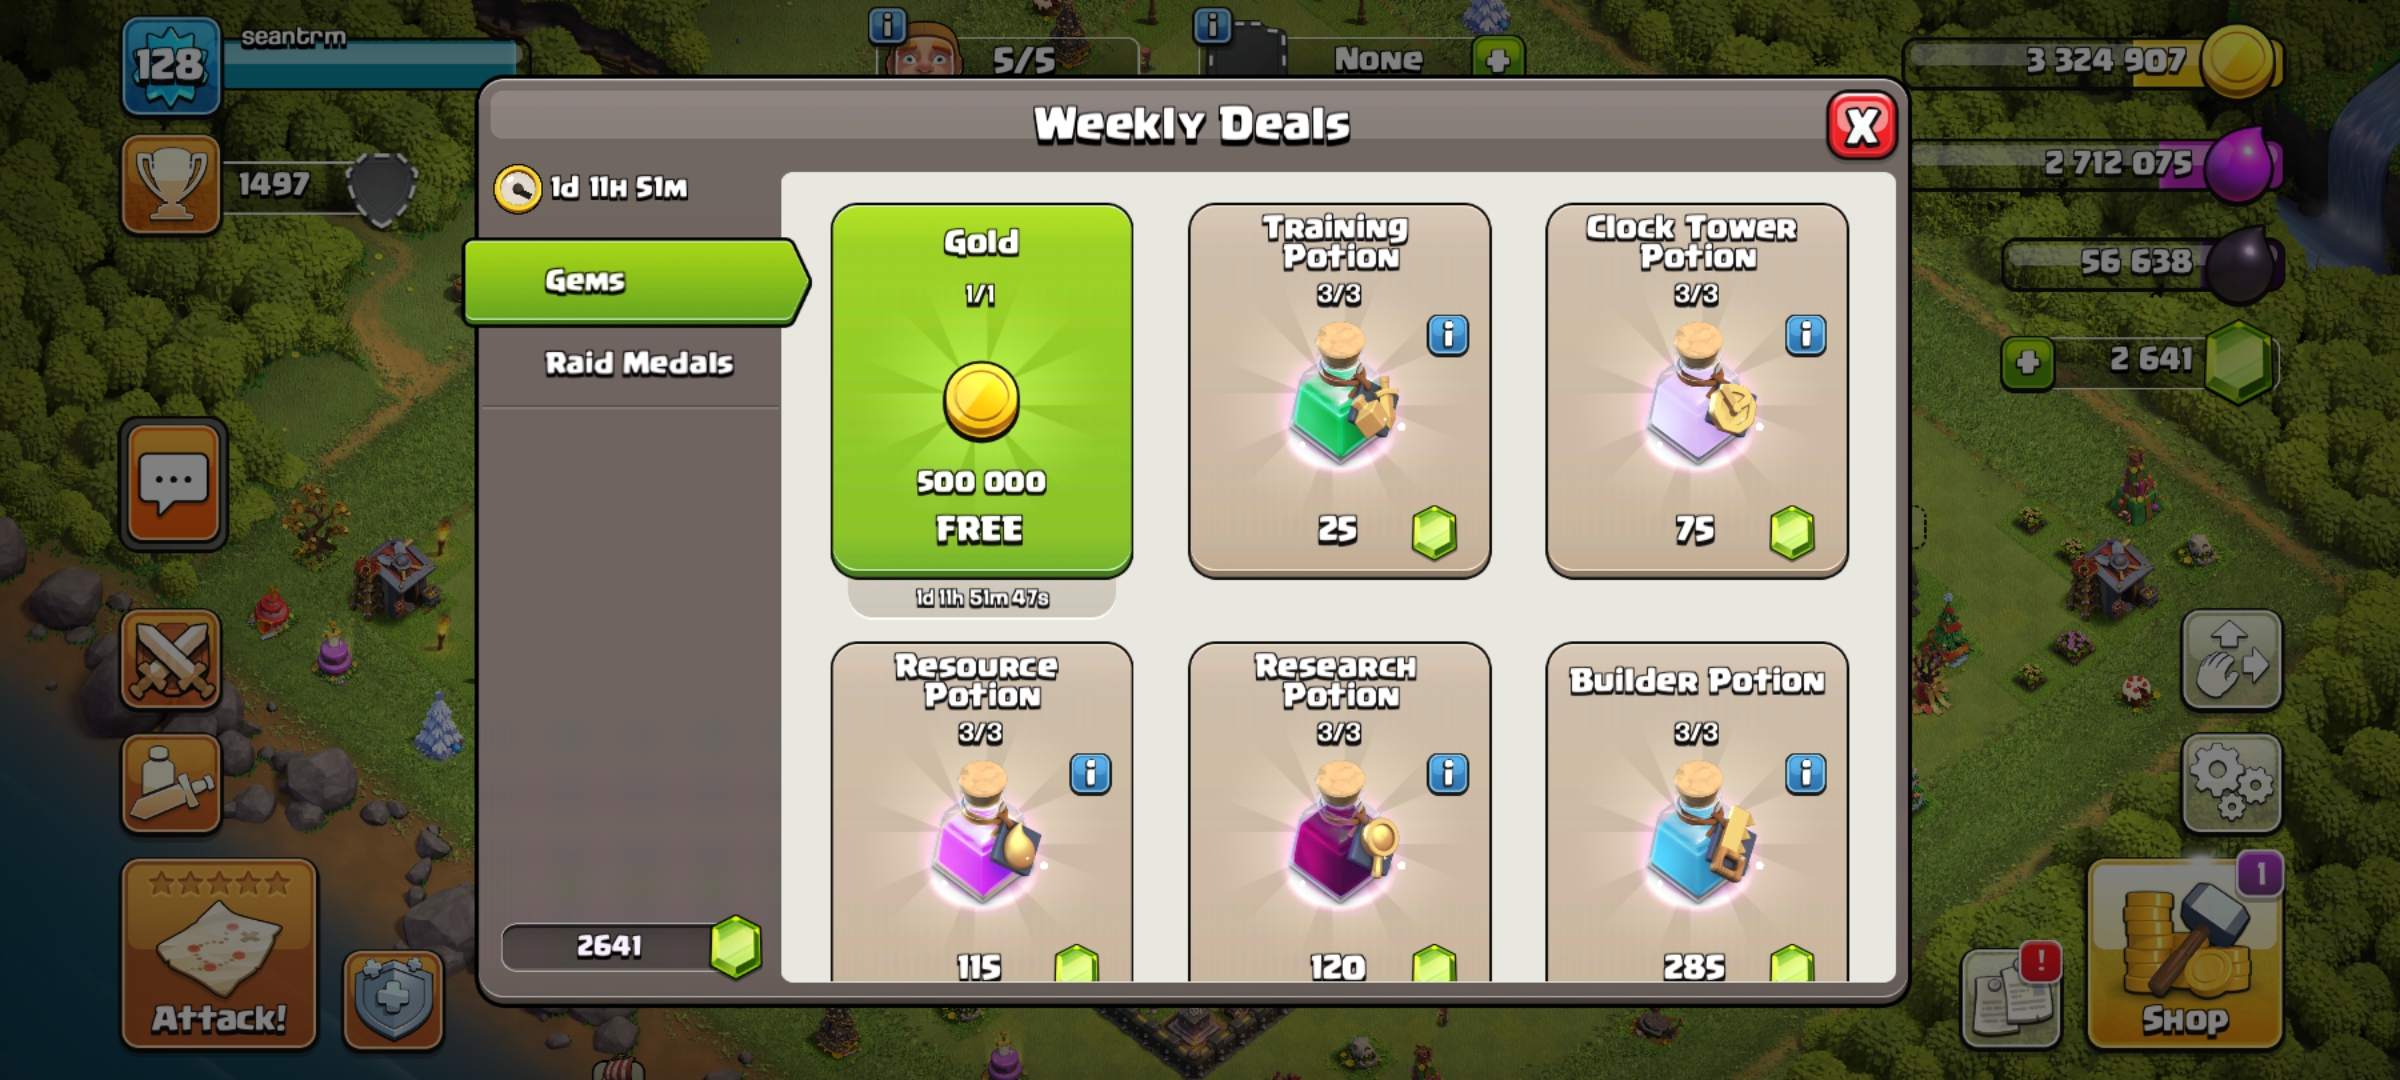 128
seantrm
5/5
None
3 324 907
1497
2 712 075
56 638
2 641
Weekly Deals
X
1d 11H 51M
Gems
Raid Medals
2641
Gold
1/1
500 000
FREE
1d 11h 51m 47s
Training
Potion
3/3
25
Clock Tower
Potion
3/3
75
Resource
Potion
3/3
115
Research
Potion
3/3
120
Builder Potion
3/3
285
Attack!
1
!
Shop